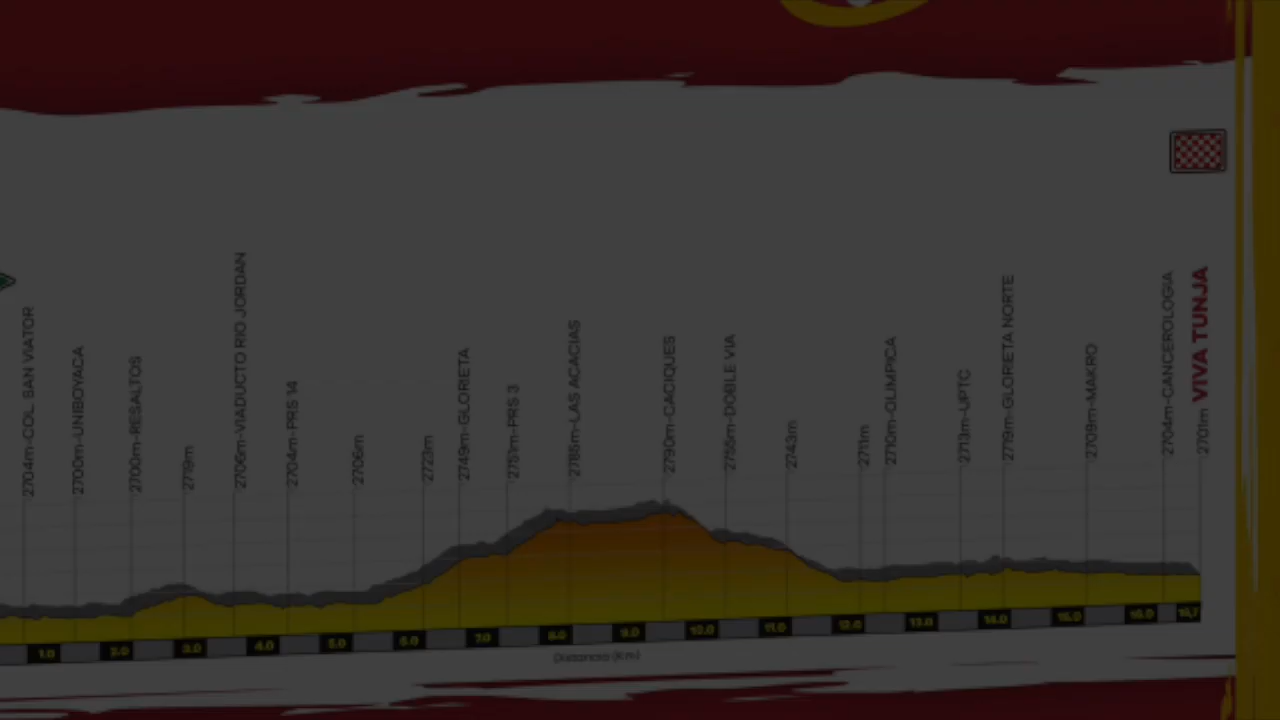 2704m-COL. SAN VIATOR
2700m-UNIBOYACA
2700m-RESALTOS
2719m
2706m-VIADUCTO RIO JORDAN
2704m-PRS 14
2706m
2723m
2749m-GLORIETA
2751m-PRS 3
2788m-LAS ACACIAS
2790m-CACIQUES
2755m-DOBLE VIA
2743m
2711m
2710m-OLIMPICA
2713m-UPTC
2719m-GLORIETA NORTE
2709m-MAKRO
2704m-CANCEROLOGIA
2701m VIVA TUNJA
1.0 2.0 3.0 4.0 5.0 6.0 7.0 8.0 9.0 10.0 11.0 12.0 13.0 14.0 15.0 16.0 16,7
Distancia (Km)